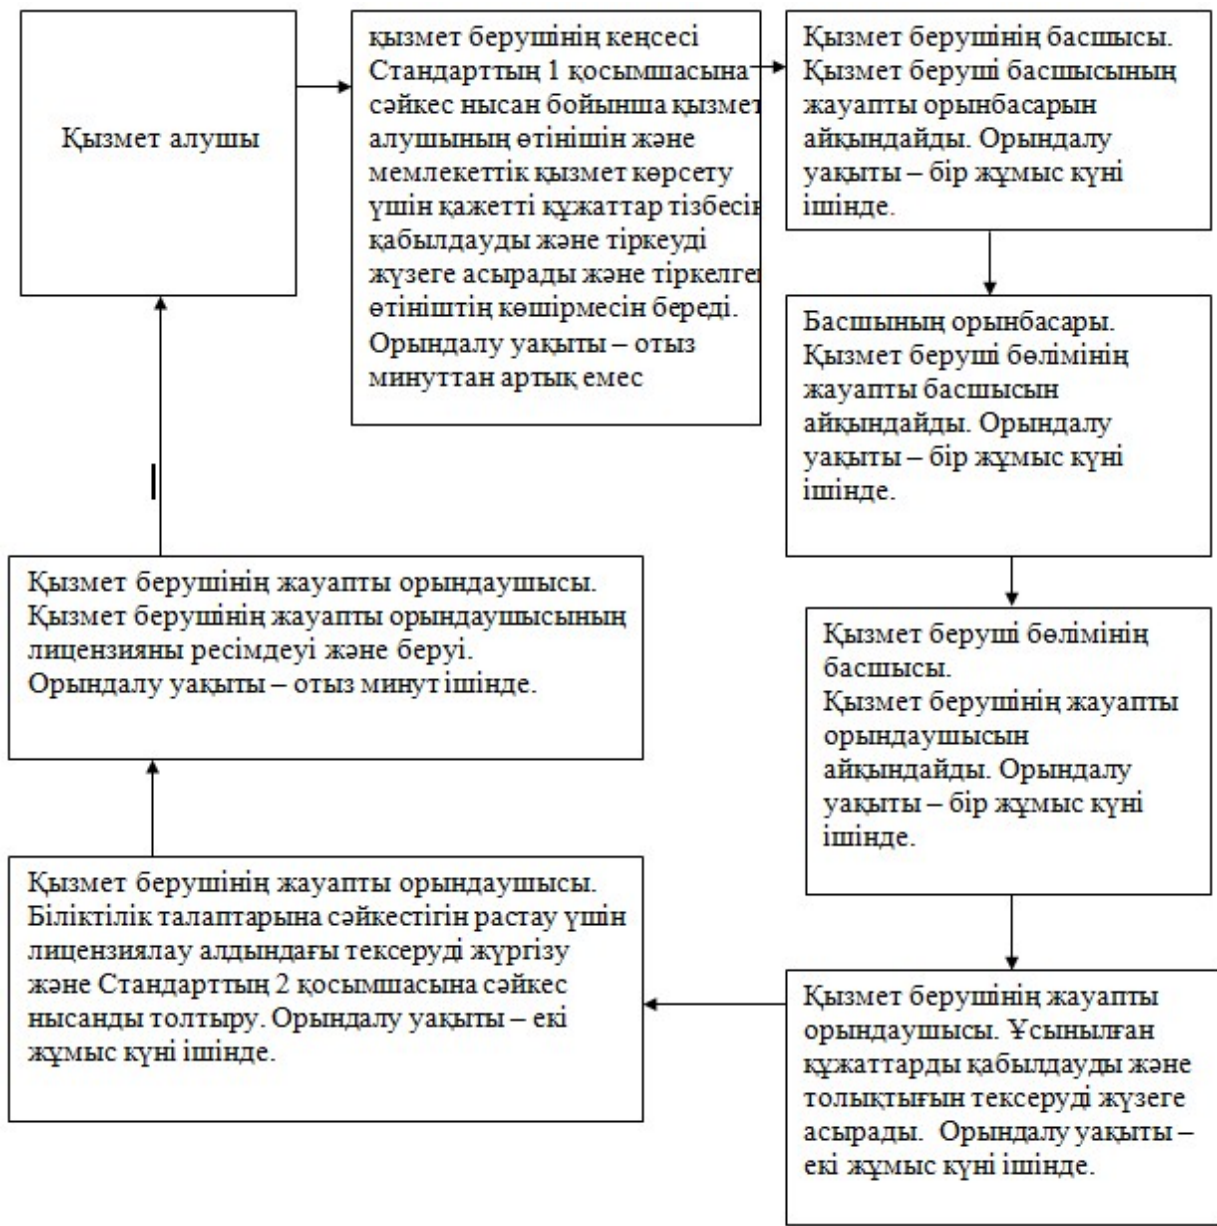 Қызмет алушы
қызмет берушінің кеңсесі
Стандарттың 1 қосымшасына
сәйкес нысан бойынша қызмет
алушының өтінішін және
мемлекеттік қызмет көрсету
үшін қажетті құжаттар тізбесін
қабылдауды және тіркеуді
жүзеге асырады және тіркелген
өтініштің көшірмесін береді.
Орындалу уақыты – отыз
минуттан артық емес
Қызмет берушінің басшысы.
Қызмет беруші басшысының
жауапты орынбасарын
айқындайды. Орындалу
уақыты – бір жұмыс күні
ішінде.
Басшының орынбасары.
Қызмет беруші бөлімінің
жауапты басшысын
айқындайды. Орындалу
уақыты – бір жұмыс күні
ішінде.
Қызмет беруші бөлімінің
басшысы.
Қызмет берушінің жауапты
орындаушысын
айқындайды. Орындалу
уақыты – бір жұмыс күні
ішінде.
Қызмет берушінің жауапты
орындаушысы. Ұсынылған
құжаттарды қабылдауды және
толықтығын тексеруді жүзеге
асырады. Орындалу уақыты –
екі жұмыс күні ішінде.
Қызмет берушінің жауапты орындаушысы.
Біліктілік талаптарына сәйкестігін растау үшін
лицензиялау алдындағы тексеруді жүргізу
және Стандарттың 2 қосымшасына сәйкес
нысанды толтыру. Орындалу уақыты – екі
жұмыс күні ішінде.
Қызмет берушінің жауапты орындаушысы.
Қызмет берушінің жауапты орындаушысының
лицензияны ресімдеуі және беруі.
Орындалу уақыты – отыз минут ішінде.